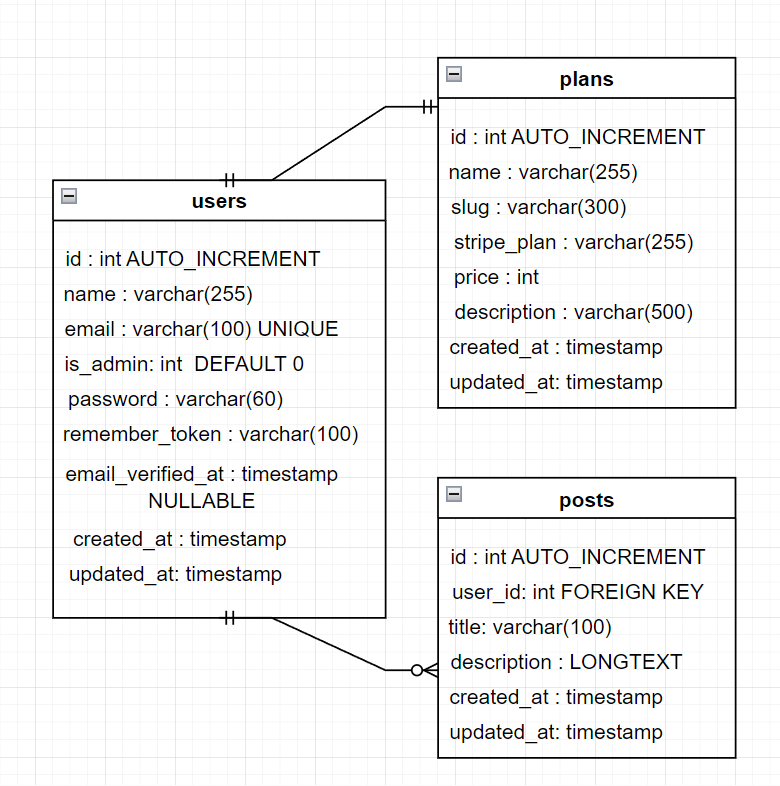 plans
id : int AUTO_INCREMENT
name : varchar(255)
slug : varchar(300)
stripe_plan : varchar(255)
price : int
description : varchar(500)
created_at : timestamp
updated_at: timestamp
users
id : int AUTO_INCREMENT
name : varchar(255)
email : varchar(100) UNIQUE
is_admin: int  DEFAULT 0
password : varchar(60)
remember_token : varchar(100)
email_verified_at : timestamp
NULLABLE
created_at : timestamp
updated_at: timestamp
posts
id : int AUTO_INCREMENT
user_id: int FOREIGN KEY
title: varchar(100)
description : LONGTEXT
created_at : timestamp
updated_at: timestamp